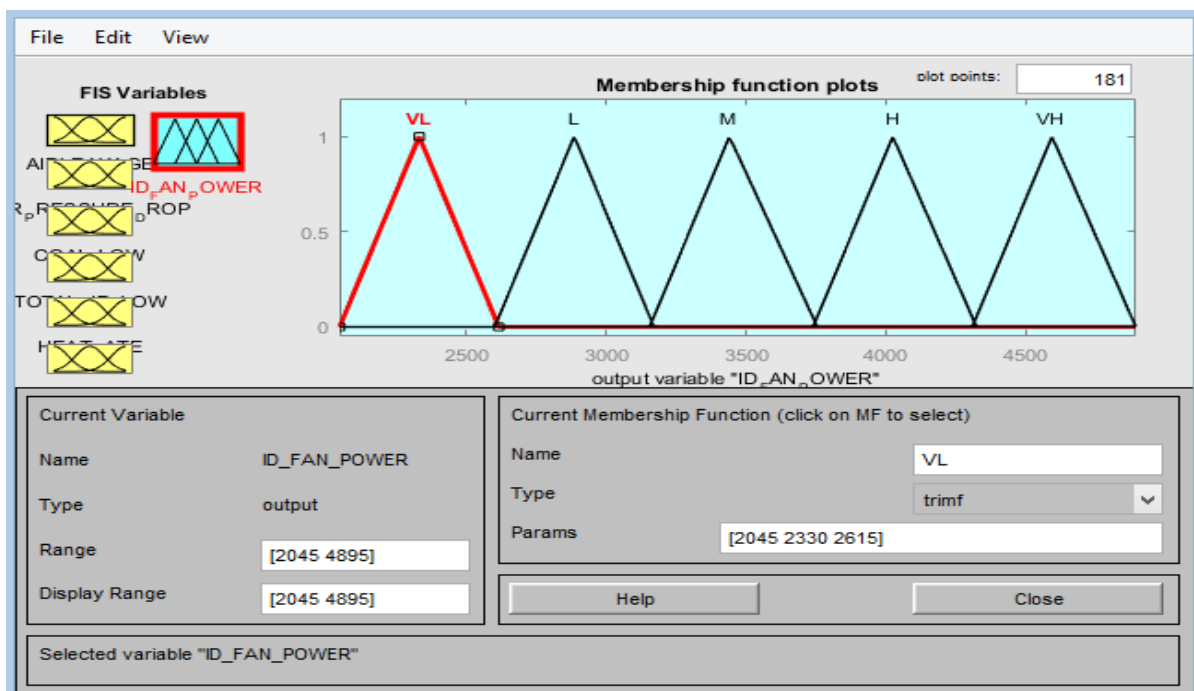 File Edit View
FIS Variables
Membership function plots
plot points: 181
VL L M H VH
1
0.5
0
ID_FAN_POWER
2500 3000 3500 4000 4500
output variable "ID_FAN_POWER"
Current Variable
Name ID_FAN_POWER
Type output
Range [2045 4895]
Display Range [2045 4895]
Current Membership Function (click on MF to select)
Name VL
Type trimf
Params [2045 2330 2615]
Help Close
Selected variable "ID_FAN_POWER"